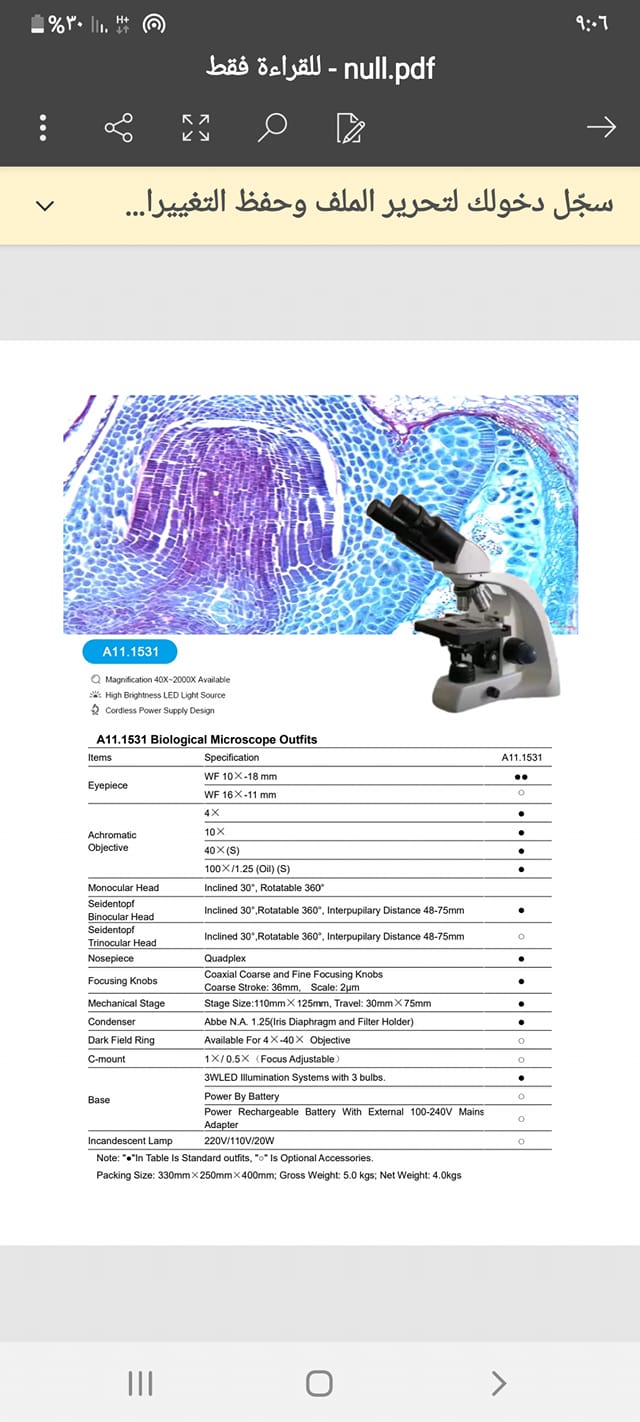 %٣٠ H+ ٩:٠٦
null.pdf - للقراءة فقط
سجّل دخولك لتحرير الملف وحفظ التغييرا...
A11.1531
Magnification 40X~2000X Available
High Brightness LED Light Source
Cordless Power Supply Design
A11.1531 Biological Microscope Outfits
Items Specification A11.1531
Eyepiece WF 10×-18 mm ●●
WF 16×-11 mm ○
Achromatic Objective 4× ●
10× ●
40×(S) ●
100×/1.25 (Oil) (S) ●
Monocular Head Inclined 30°, Rotatable 360°
Seidentopf
Binocular Head Inclined 30°,Rotatable 360°, Interpupilary Distance 48-75mm ●
Seidentopf
Trinocular Head Inclined 30°,Rotatable 360°, Interpupilary Distance 48-75mm ○
Nosepiece Quadplex ●
Focusing Knobs Coaxial Coarse and Fine Focusing Knobs
Coarse Stroke: 36mm, Scale: 2μm ●
Mechanical Stage Stage Size:110mm×125mm, Travel: 30mm×75mm ●
Condenser Abbe N.A. 1.25(Iris Diaphragm and Filter Holder) ●
Dark Field Ring Available For 4×-40× Objective ○
C-mount 1×/ 0.5× (Focus Adjustable) ○
Base 3WLED Illumination Systems with 3 bulbs. ●
Power By Battery ○
Power Rechargeable Battery With External 100-240V Mains
Adapter ○
Incandescent Lamp 220V/110V/20W ○
Note: "●"In Table Is Standard outfits, "○" Is Optional Accessories.
Packing Size: 330mm×250mm×400mm; Gross Weight: 5.0 kgs; Net Weight: 4.0kgs